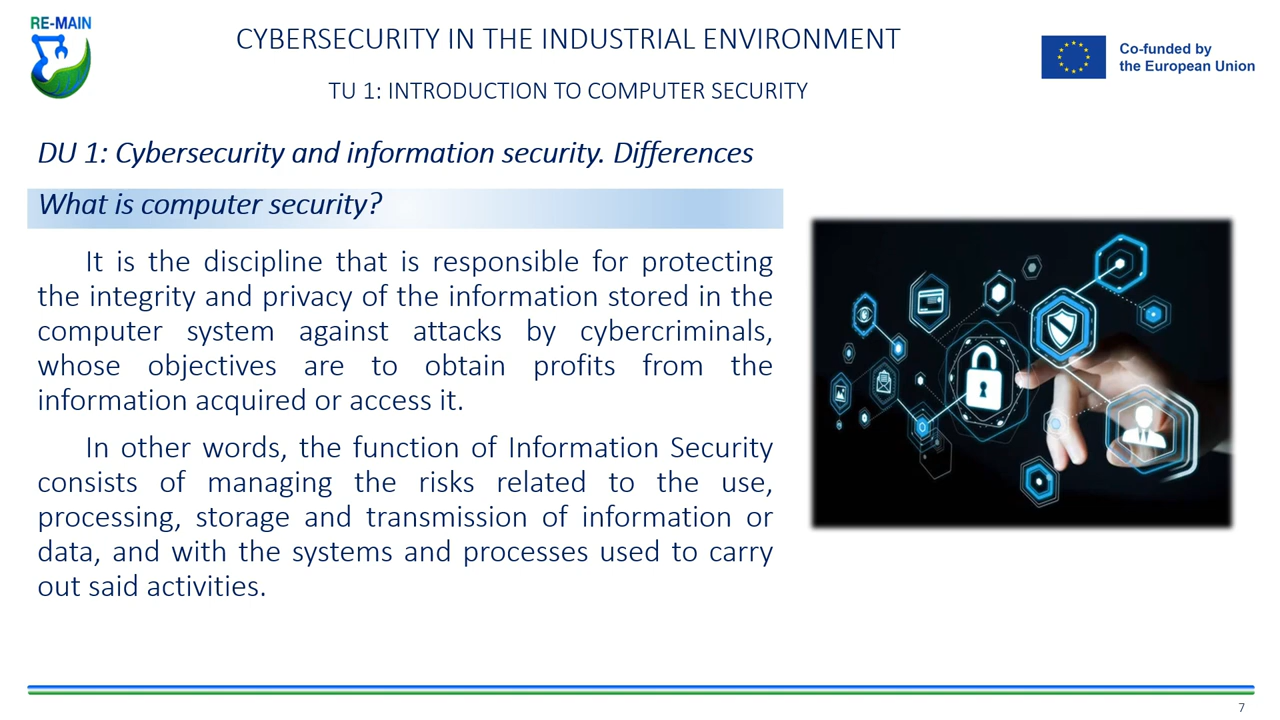 RE-MAIN
CYBERSECURITY IN THE INDUSTRIAL ENVIRONMENT
TU 1: INTRODUCTION TO COMPUTER SECURITY
Co-funded by
the European Union
DU 1: Cybersecurity and information security. Differences
What is computer security?
It is the discipline that is responsible for protecting
the integrity and privacy of the information stored in the
computer system against attacks by cybercriminals,
whose objectives are to obtain profits from the
information acquired or access it.
In other words, the function of Information Security
consists of managing the risks related to the use,
processing, storage and transmission of information or
data, and with the systems and processes used to carry
out said activities.
7